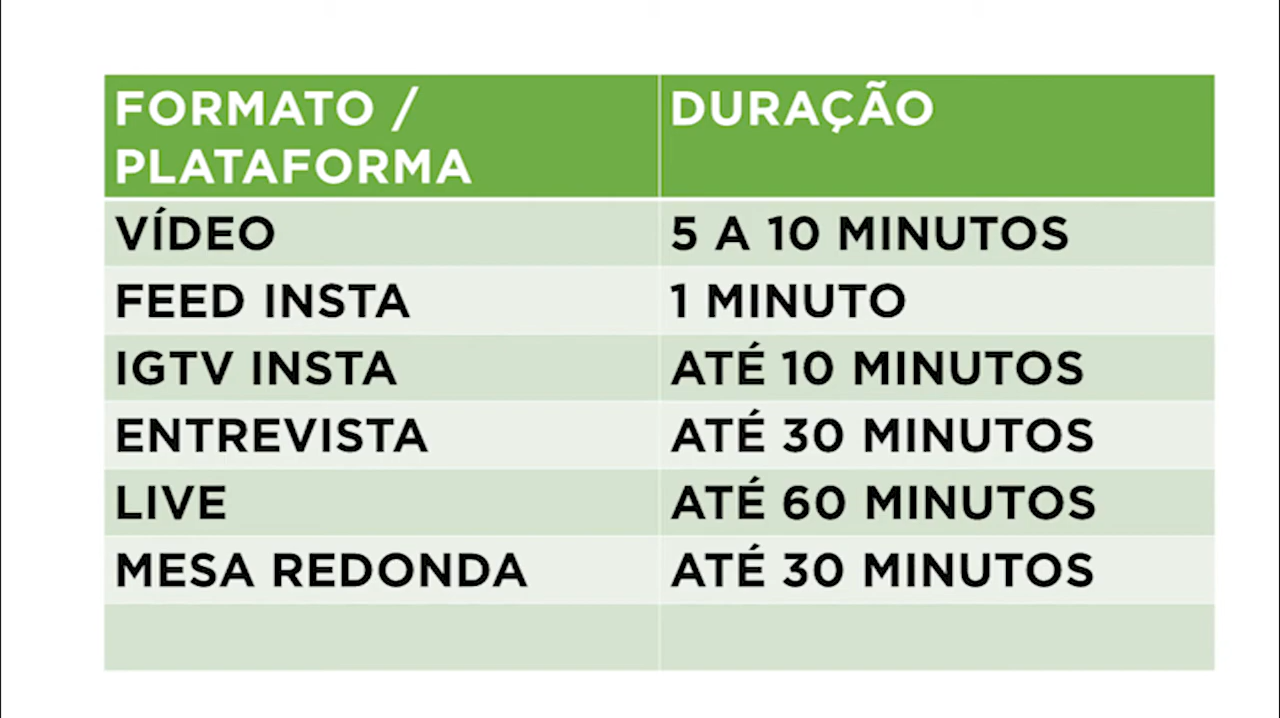 FORMATO / DURAÇÃO
PLATAFORMA
VÍDEO 5 A 10 MINUTOS
FEED INSTA 1 MINUTO
IGTV INSTA ATÉ 10 MINUTOS
ENTREVISTA ATÉ 30 MINUTOS
LIVE ATÉ 60 MINUTOS
MESA REDONDA ATÉ 30 MINUTOS